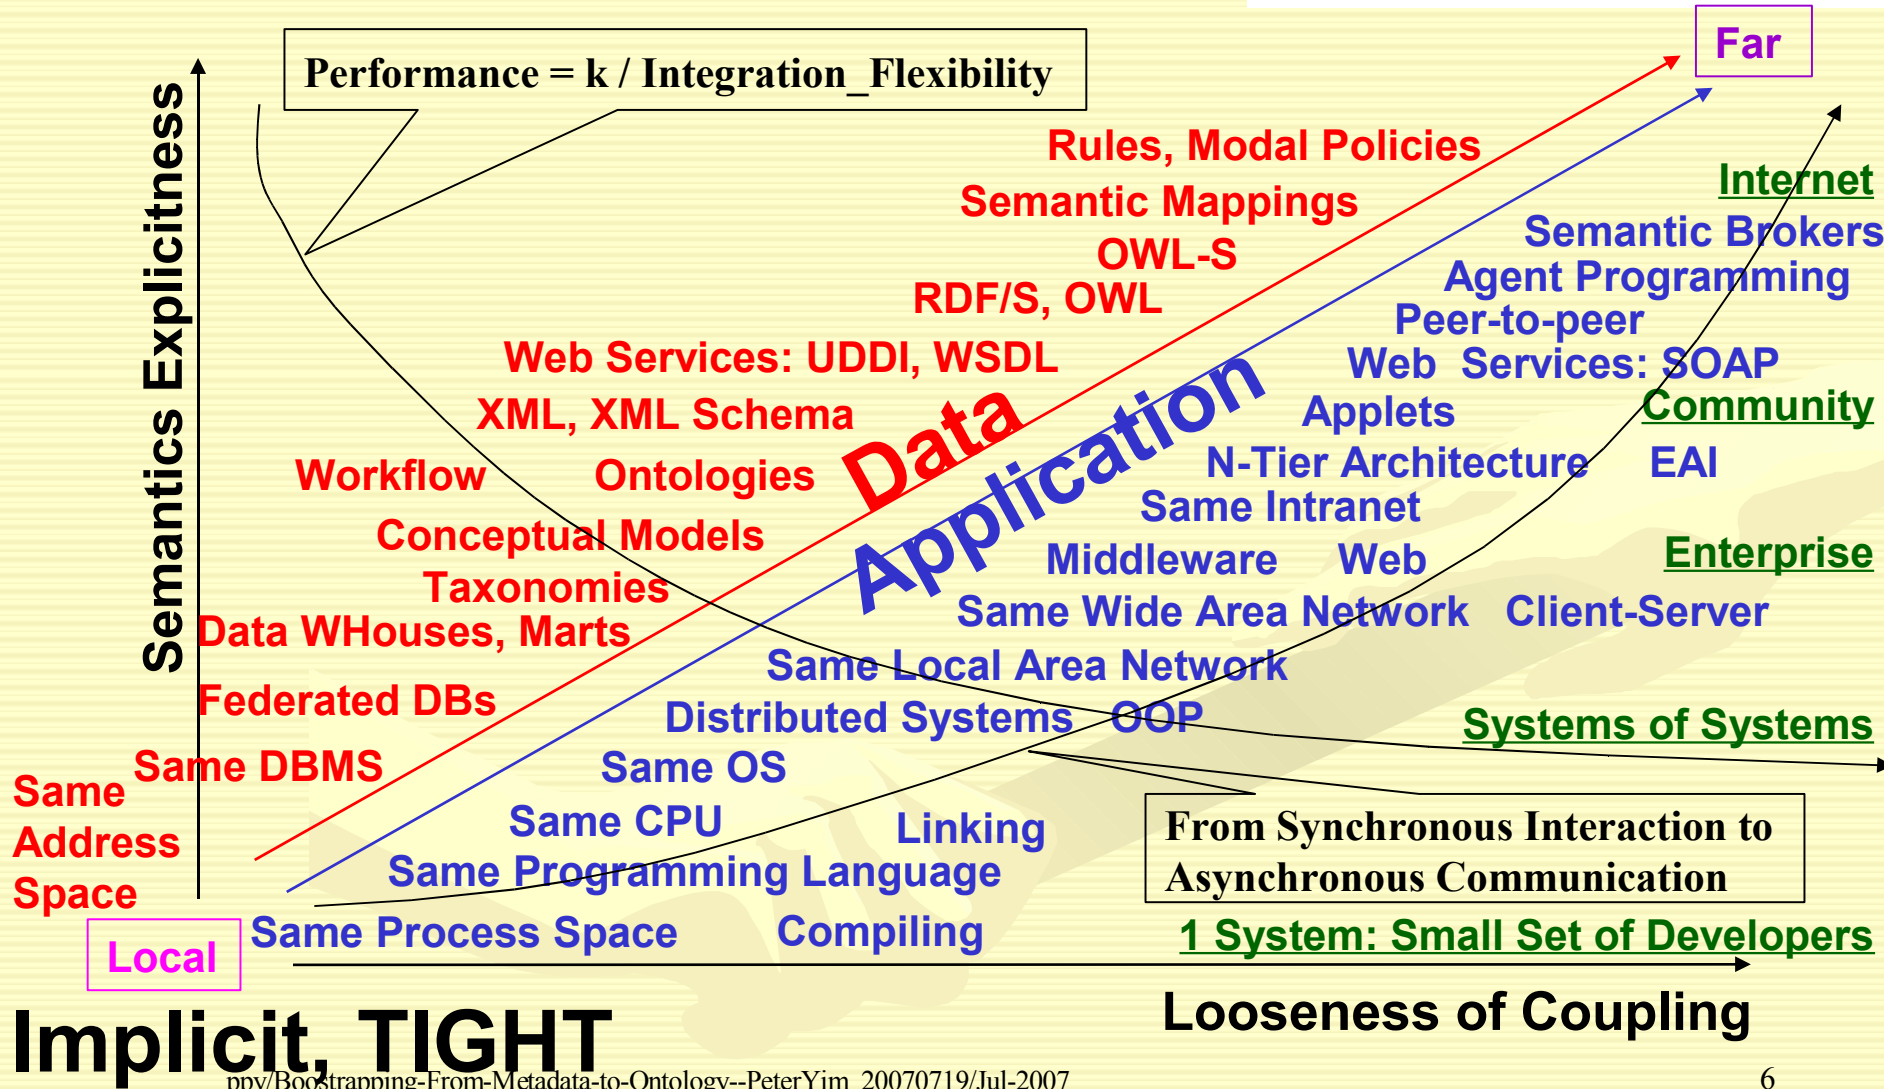 Far
Performance = k / Integration_Flexibility
Semantics Explicitness
Rules, Modal Policies
Semantic Mappings
OWL-S
RDF/S, OWL
Web Services: UDDI, WSDL
XML, XML Schema
Workflow Ontologies
Conceptual Models
Taxonomies
Data WHouses, Marts
Federated DBs
Same DBMS
Same
Address
Space
Data
Application
Internet
Semantic Brokers
Agent Programming
Peer-to-peer
Web Services: SOAP
Applets
Community
N-Tier Architecture EAI
Same Intranet
Middleware Web
Enterprise
Same Wide Area Network Client-Server
Same Local Area Network
Distributed Systems OOP
Systems of Systems
Same OS
Same CPU
Linking
Same Programming Language
From Synchronous Interaction to
Asynchronous Communication
Same Process Space Compiling
1 System: Small Set of Developers
Local
Looseness of Coupling
Implicit, TIGHT
ppy/Boostrapping-From-Metadata-to-Ontology--PeterYim_20070719/Jul-2007
6